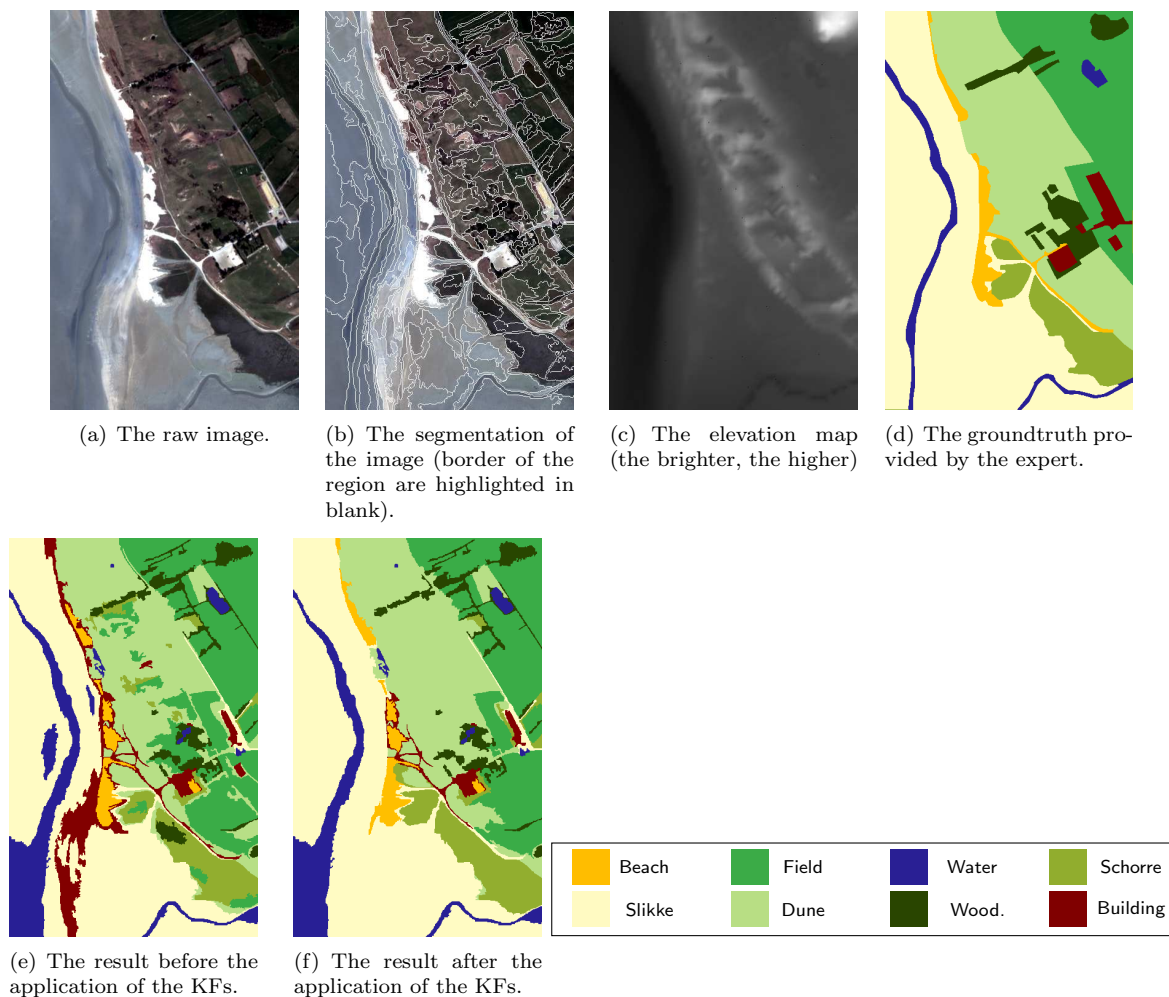 (a) The raw image.
(b) The segmentation of
the image (border of the
region are highlighted in
blank).
(c) The elevation map
(the brighter, the higher)
(d) The groundtruth pro-
vided by the expert.
(e) The result before the
application of the KFs.
(f) The result after the
application of the KFs.
Beach Field Water Schorre
Slikke Dune Wood. Building